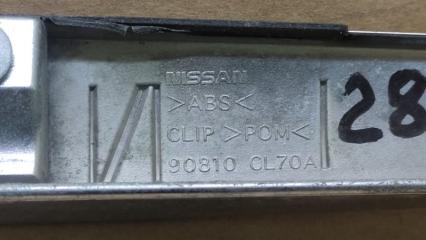 NISSAN
>ABS<
CLIP >POM<
90810 CL70A
28